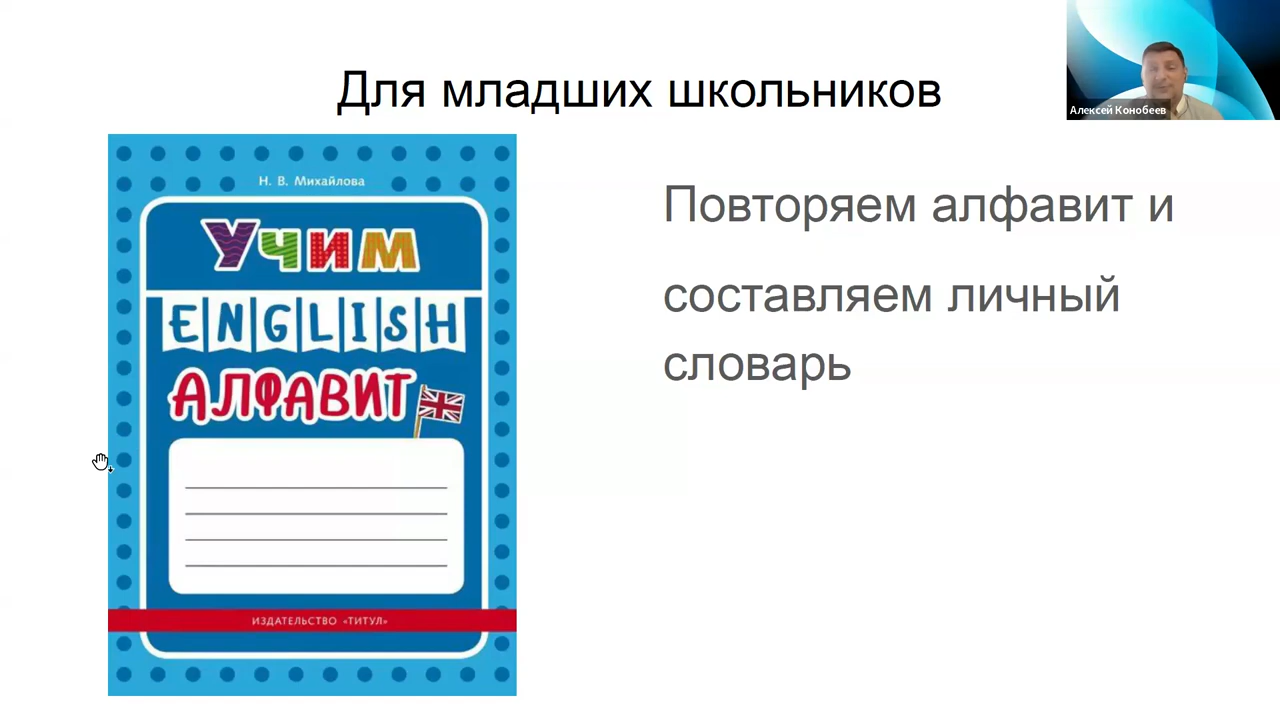 Для младших школьников
Алексей Конобеев
Н. В. Михайлова
Учим
ENGLISH
АЛФАВИТ
ИЗДАТЕЛЬСТВО «ТИТУЛ»
Повторяем алфавит и
составляем личный
словарь